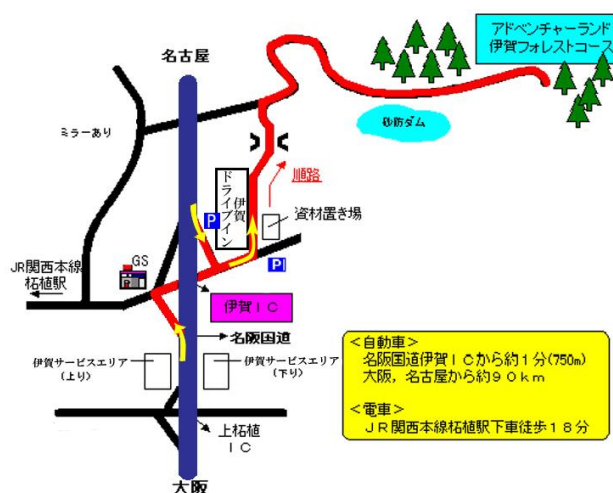 アドベンチャーランド
伊賀フォレストコース
名古屋
ミラーあり
砂防ダム
伊賀
ドライブイン
順路
P
資材置き場
JR関西本線
柘植駅
GS
P
伊賀IC
名阪国道
伊賀サービスエリア
(上り)
伊賀サービスエリア
(下り)
上柘植
IC
大阪
<自動車>
名阪国道伊賀ICから約1分(750m)
大阪,名古屋から約90km
<電車>
JR関西本線柘植駅下車徒歩18分